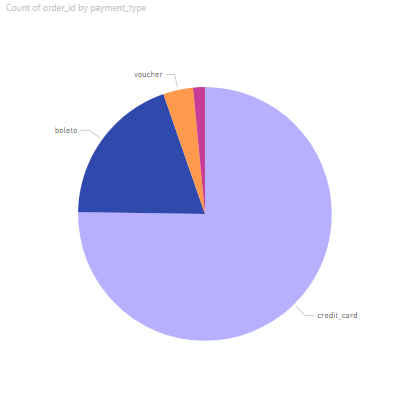 Count of order_id by payment_type
voucher
boleto
credit_card